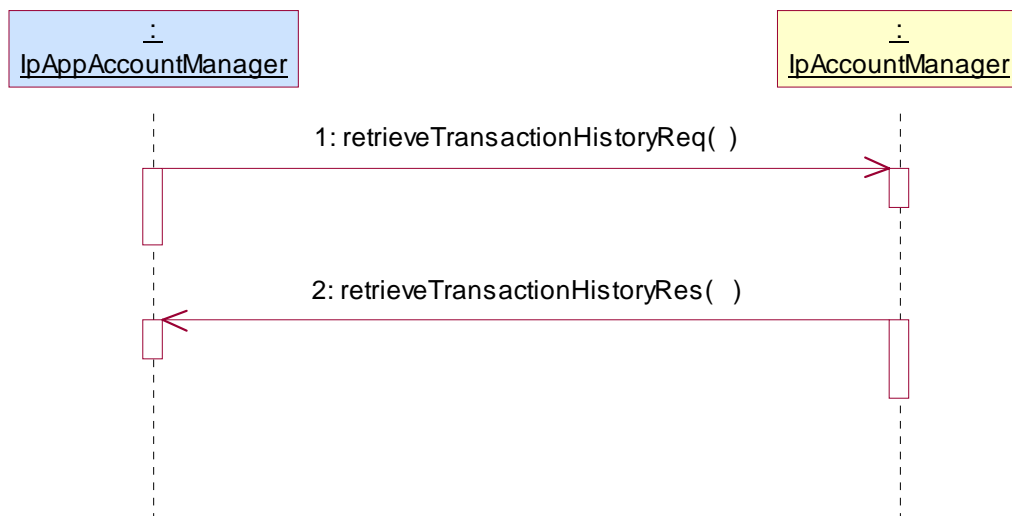 :
IpAppAccountManager
:
IpAccountManager
1: retrieveTransactionHistoryReq( )
2: retrieveTransactionHistoryRes( )